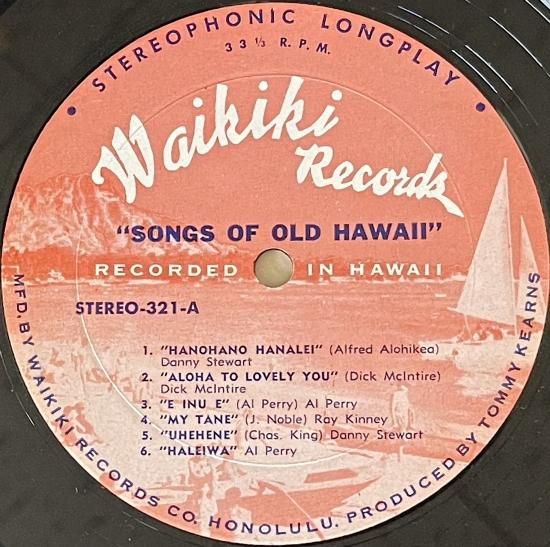 • STEREOPHONIC LONGPLAY •
33 ⅓ R.P.M.
Waikiki
Records
"SONGS OF OLD HAWAII"
RECORDED IN HAWAII
STEREO-321-A
1. "HANOHANO HANALEI" (Alfred Alohikea)
Danny Stewart
2. "ALOHA TO LOVELY YOU" (Dick McIntire)
Dick McIntire
3. "E INU E" (Al Perry) Al Perry
4. "MY TANE" (J. Noble) Ray Kinney
5. "UHEHENE" (Chas. King) Danny Stewart
6. "HALEIWA" Al Perry
MFD. BY WAIKIKI RECORDS CO. HONOLULU. PRODUCED BY TOMMY KEARNS